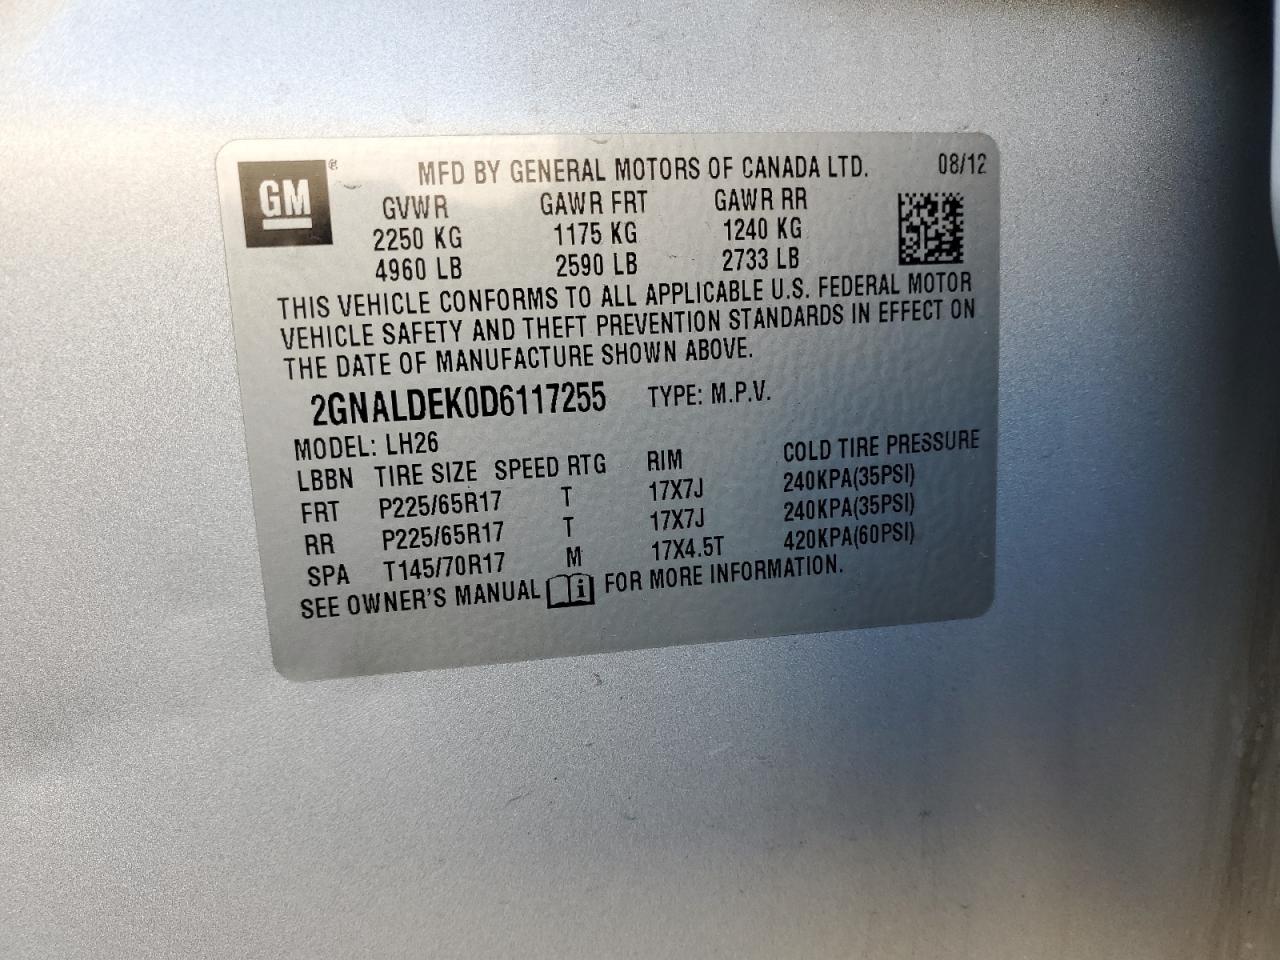 GM ® MFD BY GENERAL MOTORS OF CANADA LTD. 08/12
GVWR GAWR FRT GAWR RR
2250 KG 1175 KG 1240 KG
4960 LB 2590 LB 2733 LB
THIS VEHICLE CONFORMS TO ALL APPLICABLE U.S. FEDERAL MOTOR
VEHICLE SAFETY AND THEFT PREVENTION STANDARDS IN EFFECT ON
THE DATE OF MANUFACTURE SHOWN ABOVE.
2GNALDEK0D6117255 TYPE: M.P.V.
MODEL: LH26
LBBN TIRE SIZE SPEED RTG RIM COLD TIRE PRESSURE
FRT P225/65R17 T 17X7J 240KPA(35PSI)
RR P225/65R17 T 17X7J 240KPA(35PSI)
SPA T145/70R17 M 17X4.5T 420KPA(60PSI)
SEE OWNER'S MANUAL FOR MORE INFORMATION.